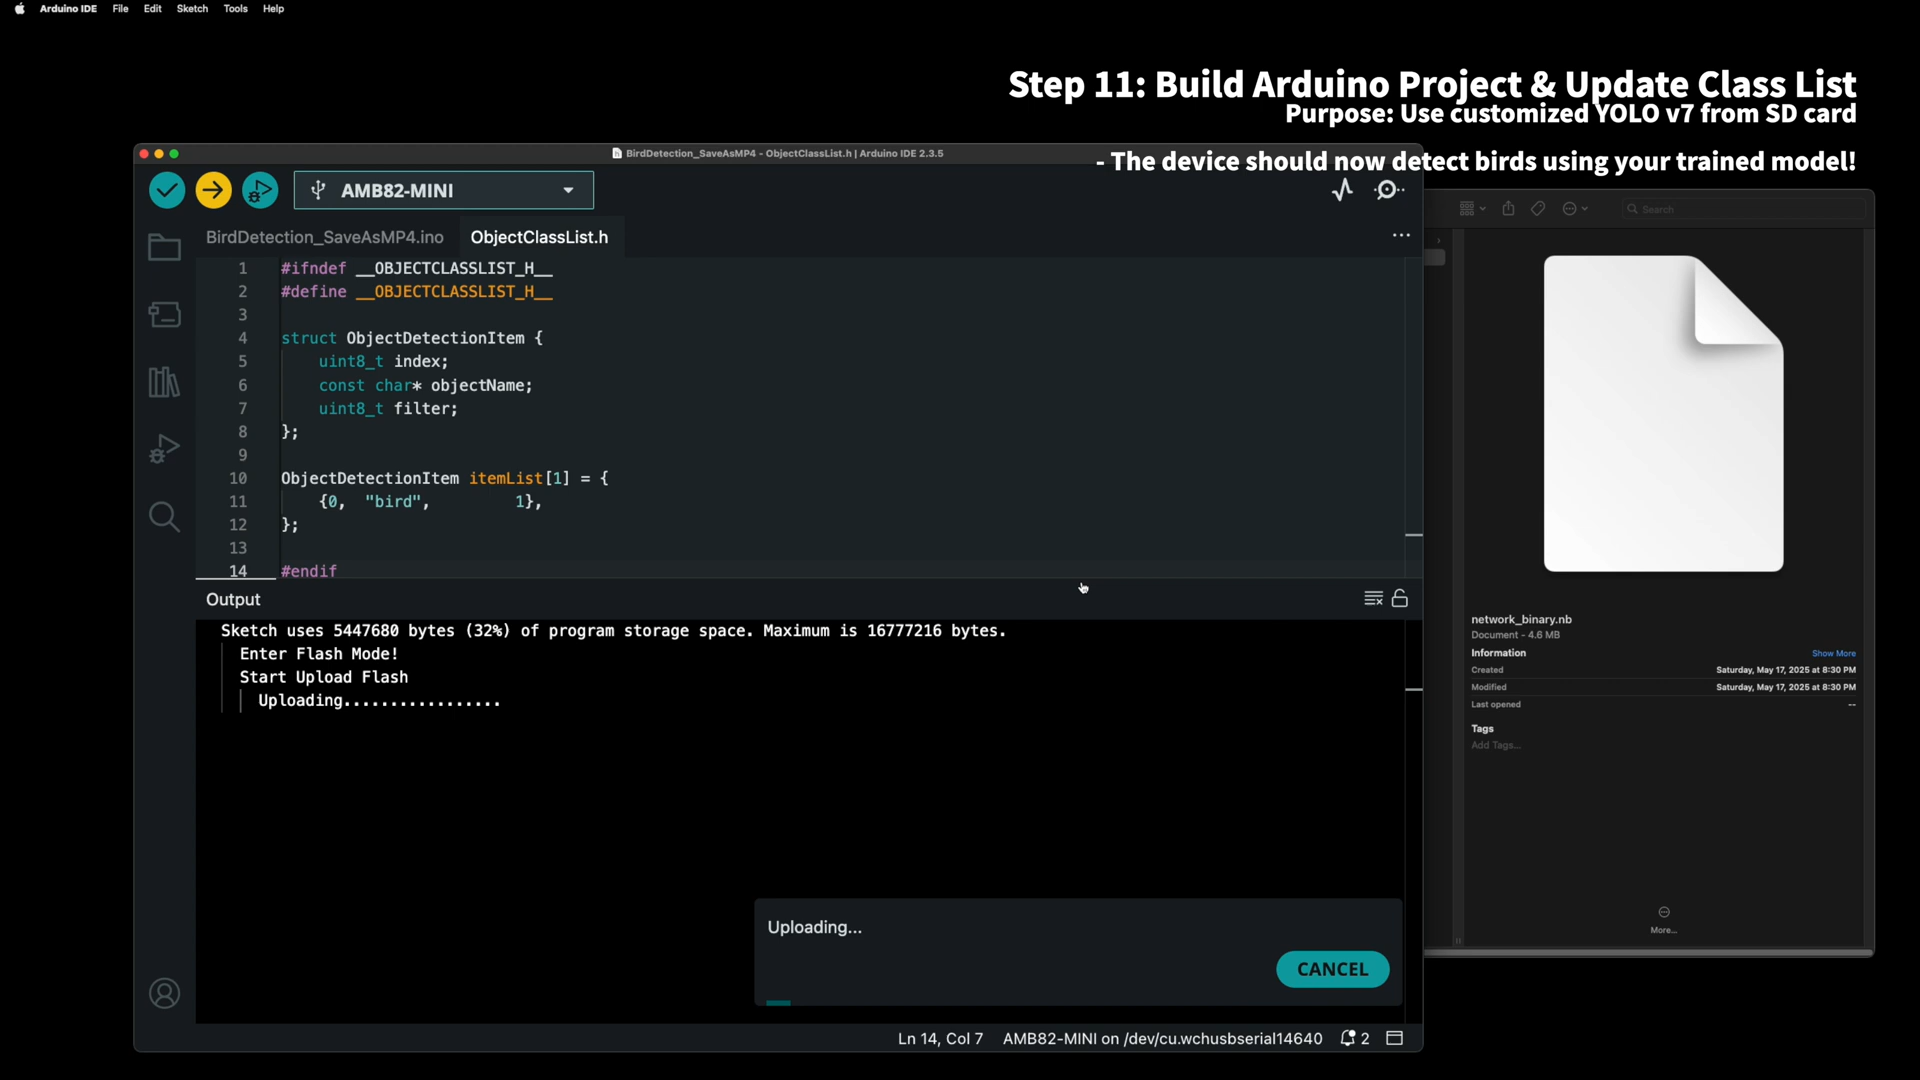 Arduino IDE File Edit Sketch Tools Help
Step 11: Build Arduino Project & Update Class List
Purpose: Use customized YOLO v7 from SD card
- The device should now detect birds using your trained model!
BirdDetection_SaveAsMP4 - ObjectClassList.h | Arduino IDE 2.3.5
AMB82-MINI
Search
BirdDetection_SaveAsMP4.ino ObjectClassList.h
1 #ifndef __OBJECTCLASSLIST_H__
2 #define __OBJECTCLASSLIST_H__
3
4 struct ObjectDetectionItem {
5 uint8_t index;
6 const char* objectName;
7 uint8_t filter;
8 };
9
10 ObjectDetectionItem itemList[1] = {
11 {0, "bird", 1},
12 };
13
14 #endif
Output
Sketch uses 5447680 bytes (32%) of program storage space. Maximum is 16777216 bytes.
Enter Flash Mode!
Start Upload Flash
Uploading.................
Uploading...
CANCEL
Ln 14, Col 7 AMB82-MINI on /dev/cu.wchusbserial14640 2
network_binary.nb
Document - 4.6 MB
Information Show More
Created Saturday, May 17, 2025 at 8:30 PM
Modified Saturday, May 17, 2025 at 8:30 PM
Last opened --
Tags
Add Tags...
More...